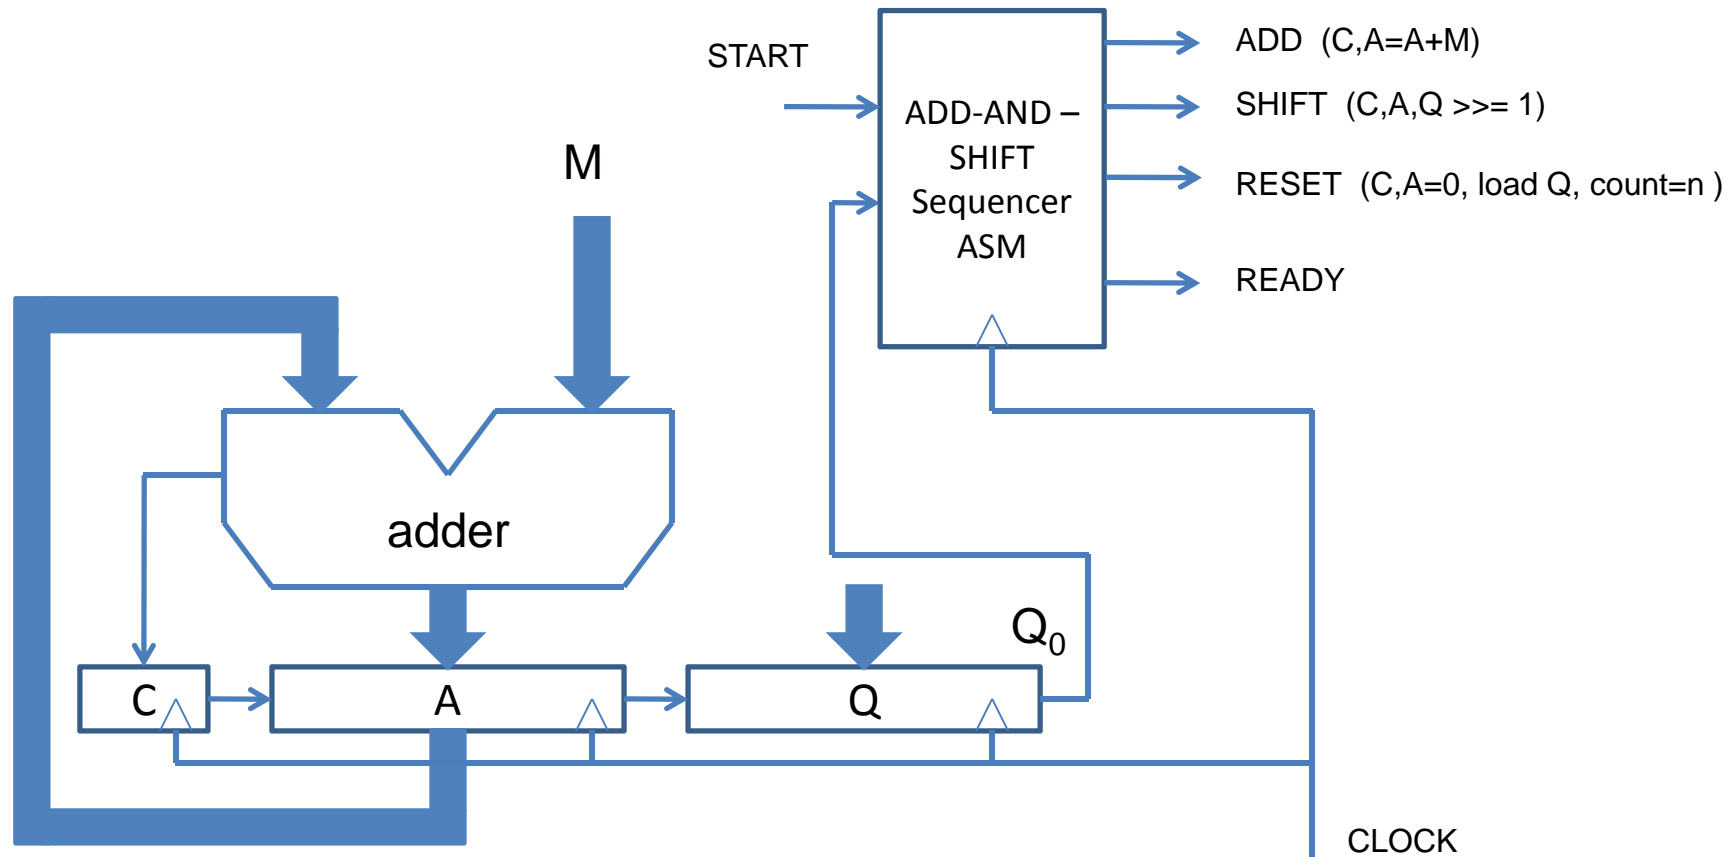 START
ADD-AND –
SHIFT
Sequencer
ASM
ADD (C,A=A+M)
SHIFT (C,A,Q >>= 1)
RESET (C,A=0, load Q, count=n )
READY
M
adder
Q0
C
A
Q
CLOCK